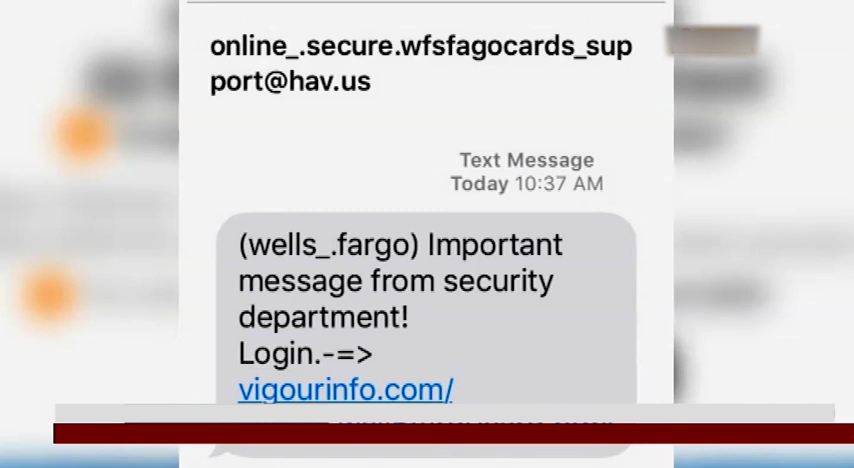 online_.secure.wfsfagocards_sup
port@hav.us
Text Message
Today 10:37 AM
(wells_.fargo) Important
message from security
department!
Login.-=>
vigourinfo.com/